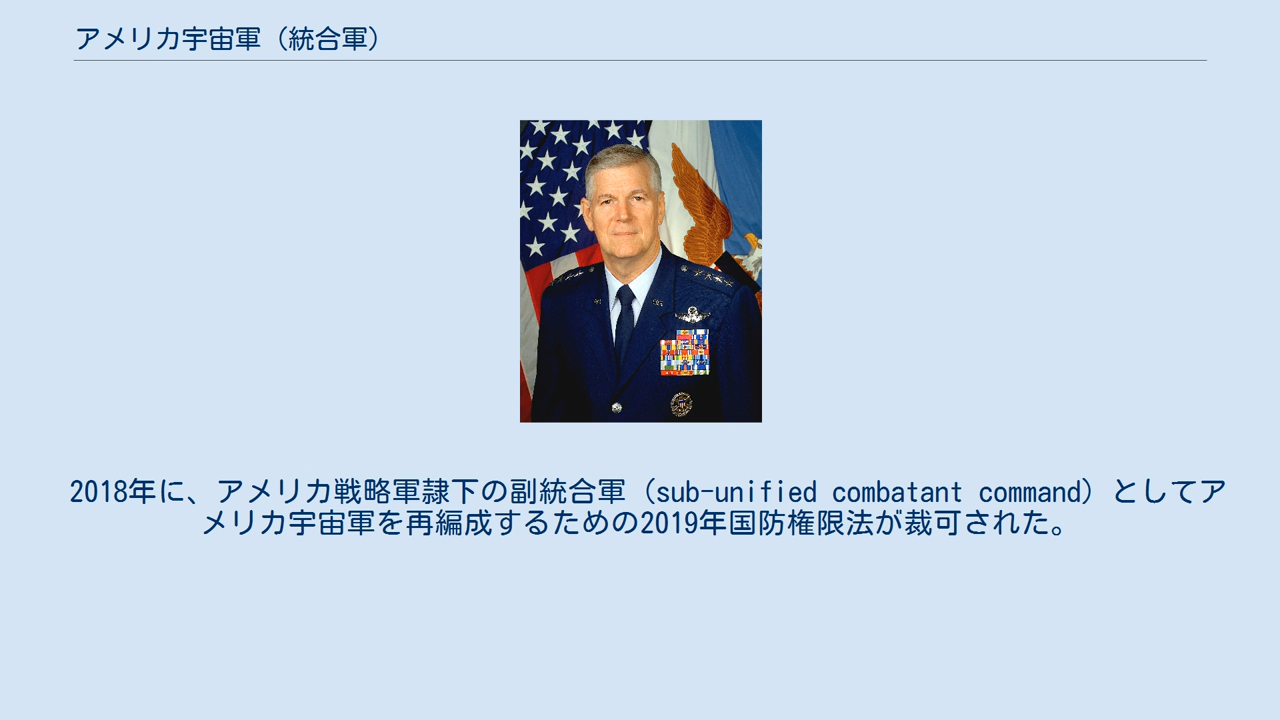 アメリカ宇宙軍（統合軍）
2018年に、アメリカ戦略軍隷下の副統合軍（sub-unified combatant command）としてア
メリカ宇宙軍を再編成するための2019年国防権限法が裁可された。